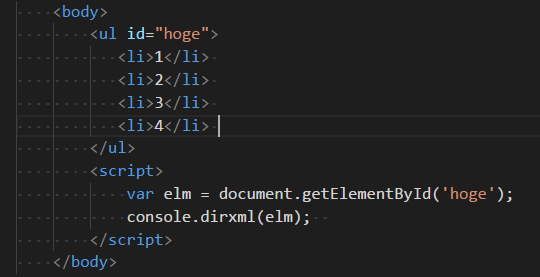 <body>
<ul id="hoge">
<li>1</li>
<li>2</li>
<li>3</li>
<li>4</li>
</ul>
<script>
var elm = document.getElementById('hoge');
console.dirxml(elm);
</script>
</body>